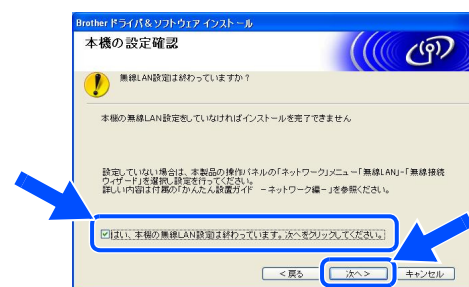 Brother ドライバ&ソフトウェア インストール
本機の設定確認
無線LAN設定は終わっていますか?
本機の無線LAN設定をしていなければインストールを完了できません
設定していない場合は、本製品の操作パネルの「ネットワーク」メニュー「無線LAN」-「無線接続
ウィザード」を選択し設定を行ってください。
詳しい内容は付属の「かんたん設置ガイド -ネットワーク編-」を参照ください。
はい、本機の無線LAN設定は終わっています。次へをクリックしてください。
<戻る 次へ> キャンセル